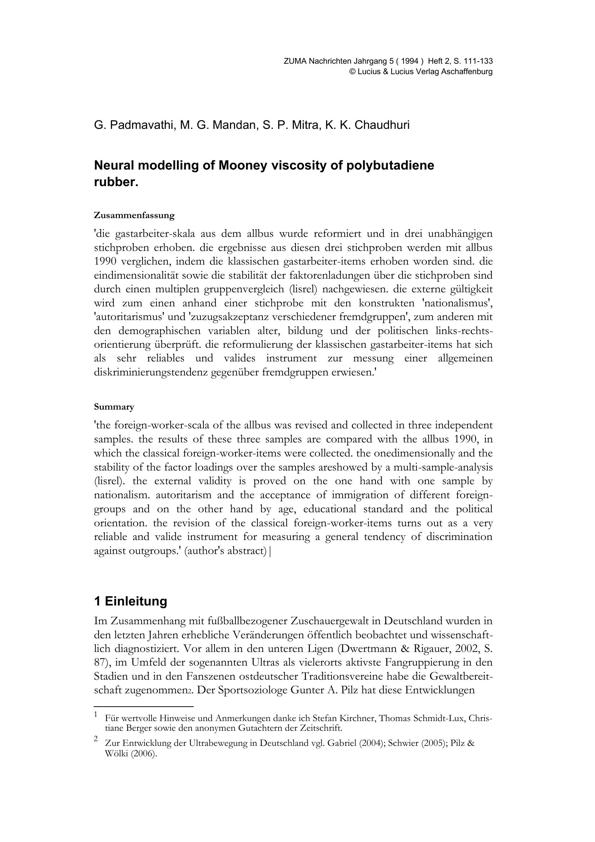 ZUMA Nachrichten Jahrgang 5 ( 1994 ) Heft 2, S. 111-133
© Lucius & Lucius Verlag Aschaffenburg
G. Padmavathi, M. G. Mandan, S. P. Mitra, K. K. Chaudhuri
Neural modelling of Mooney viscosity of polybutadiene
rubber.
Zusammenfassung
'die gastarbeiter-skala aus dem allbus wurde reformiert und in drei unabhängigen
stichproben erhoben. die ergebnisse aus diesen drei stichproben werden mit allbus
1990 verglichen, indem die klassischen gastarbeiter-items erhoben worden sind. die
eindimensionalität sowie die stabilität der faktorenladungen über die stichproben sind
durch einen multiplen gruppenvergleich (lisrel) nachgewiesen. die externe gültigkeit
wird zum einen anhand einer stichprobe mit den konstrukten 'nationalismus',
'autoritarismus' und 'zuzugsakzeptanz verschiedener fremdgruppen', zum anderen mit
den demographischen variablen alter, bildung und der politischen links-rechts-
orientierung überprüft. die reformulierung der klassischen gastarbeiter-items hat sich
als sehr reliables und valides instrument zur messung einer allgemeinen
diskriminierungstendenz gegenüber fremdgruppen erwiesen.'
Summary
'the foreign-worker-scala of the allbus was revised and collected in three independent
samples. the results of these three samples are compared with the allbus 1990, in
which the classical foreign-worker-items were collected. the onedimensionally and the
stability of the factor loadings over the samples areshowed by a multi-sample-analysis
(lisrel). the external validity is proved on the one hand with one sample by
nationalism. autoritarism and the acceptance of immigration of different foreign-
groups and on the other hand by age, educational standard and the political
orientation. the revision of the classical foreign-worker-items turns out as a very
reliable and valide instrument for measuring a general tendency of discrimination
against outgroups.' (author's abstract)|
1 Einleitung
Im Zusammenhang mit fußballbezogener Zuschauergewalt in Deutschland wurden in
den letzten Jahren erhebliche Veränderungen öffentlich beobachtet und wissenschaft-
lich diagnostiziert. Vor allem in den unteren Ligen (Dwertmann & Rigauer, 2002, S.
87), im Umfeld der sogenannten Ultras als vielerorts aktivste Fangruppierung in den
Stadien und in den Fanszenen ostdeutscher Traditionsvereine habe die Gewaltbereit-
schaft zugenommen2. Der Sportsoziologe Gunter A. Pilz hat diese Entwicklungen
1 Für wertvolle Hinweise und Anmerkungen danke ich Stefan Kirchner, Thomas Schmidt-Lux, Chris-
tiane Berger sowie den anonymen Gutachtern der Zeitschrift.
2 Zur Entwicklung der Ultrabewegung in Deutschland vgl. Gabriel (2004); Schwier (2005); Pilz &
Wölki (2006).